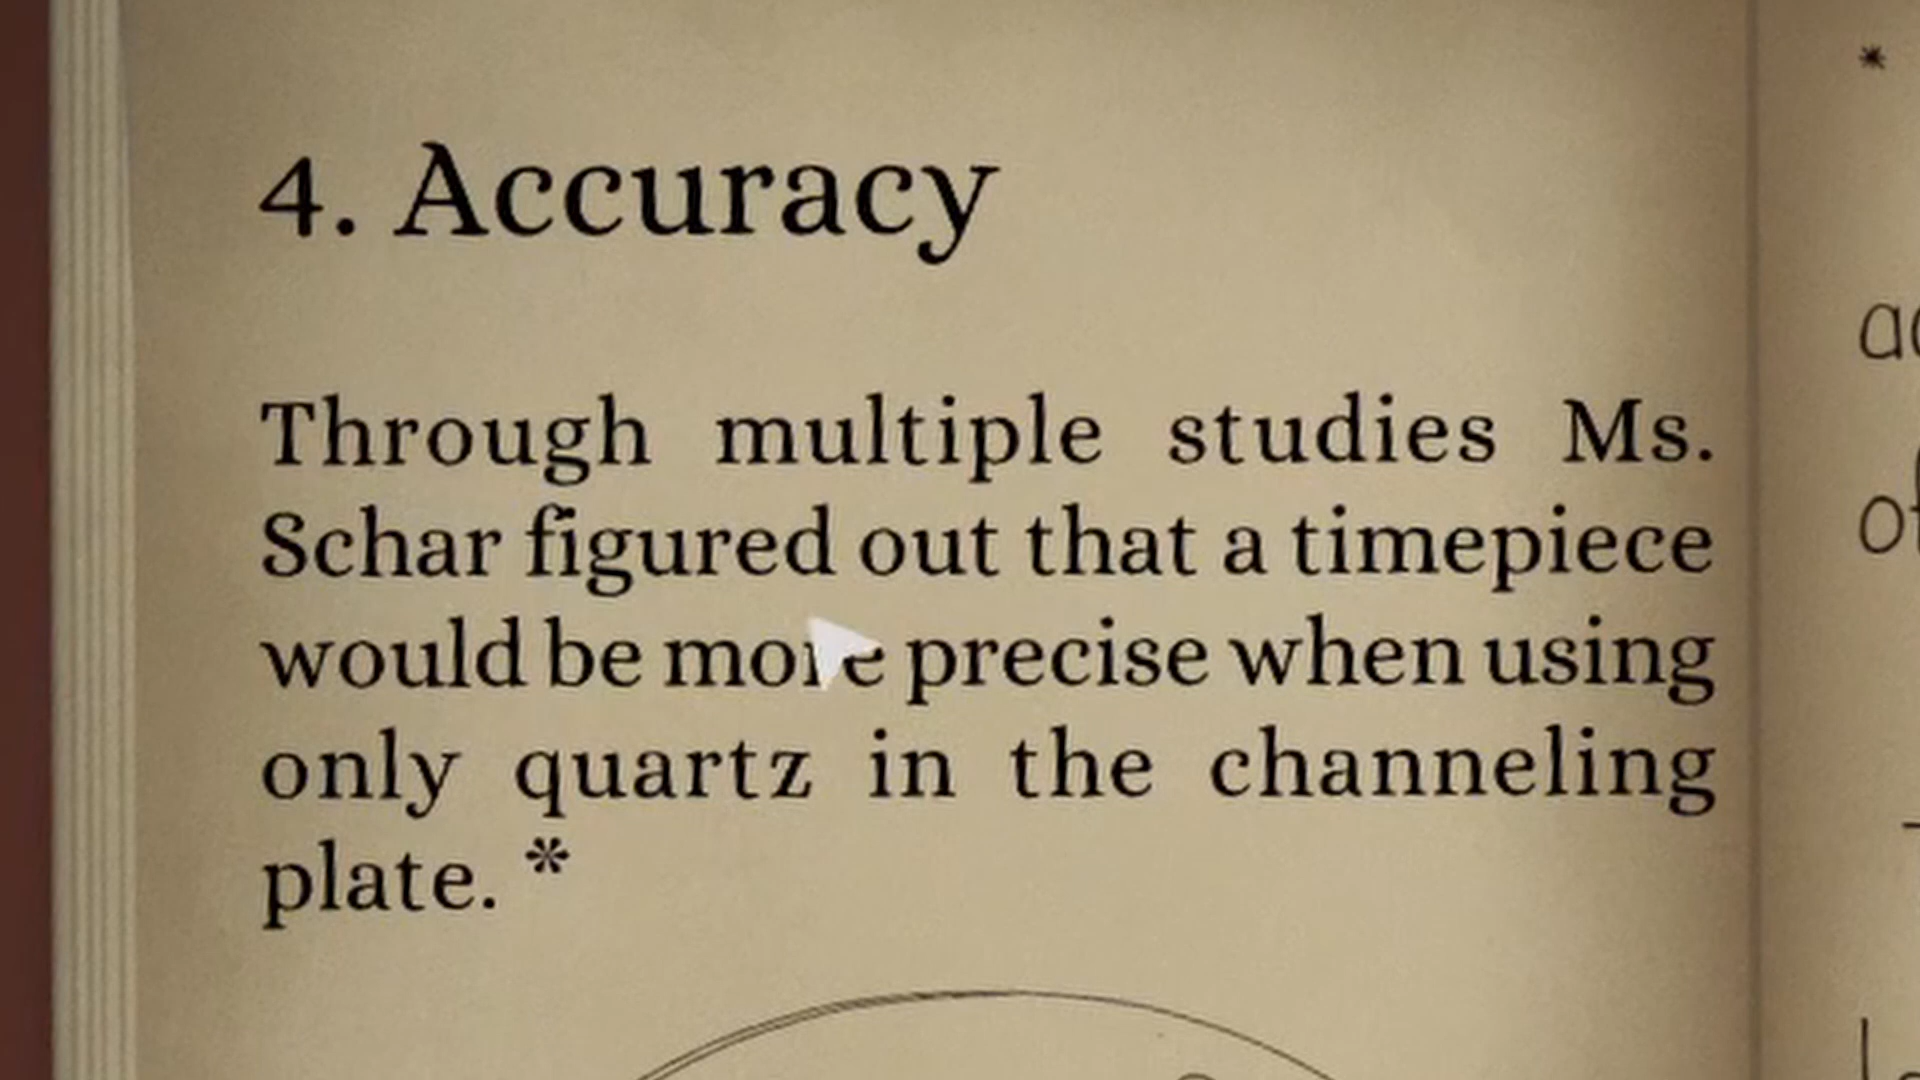 4. Accuracy
Through multiple studies Ms.
Schar figured out that a timepiece
would be more precise when using
only quartz in the channeling
plate. *
*